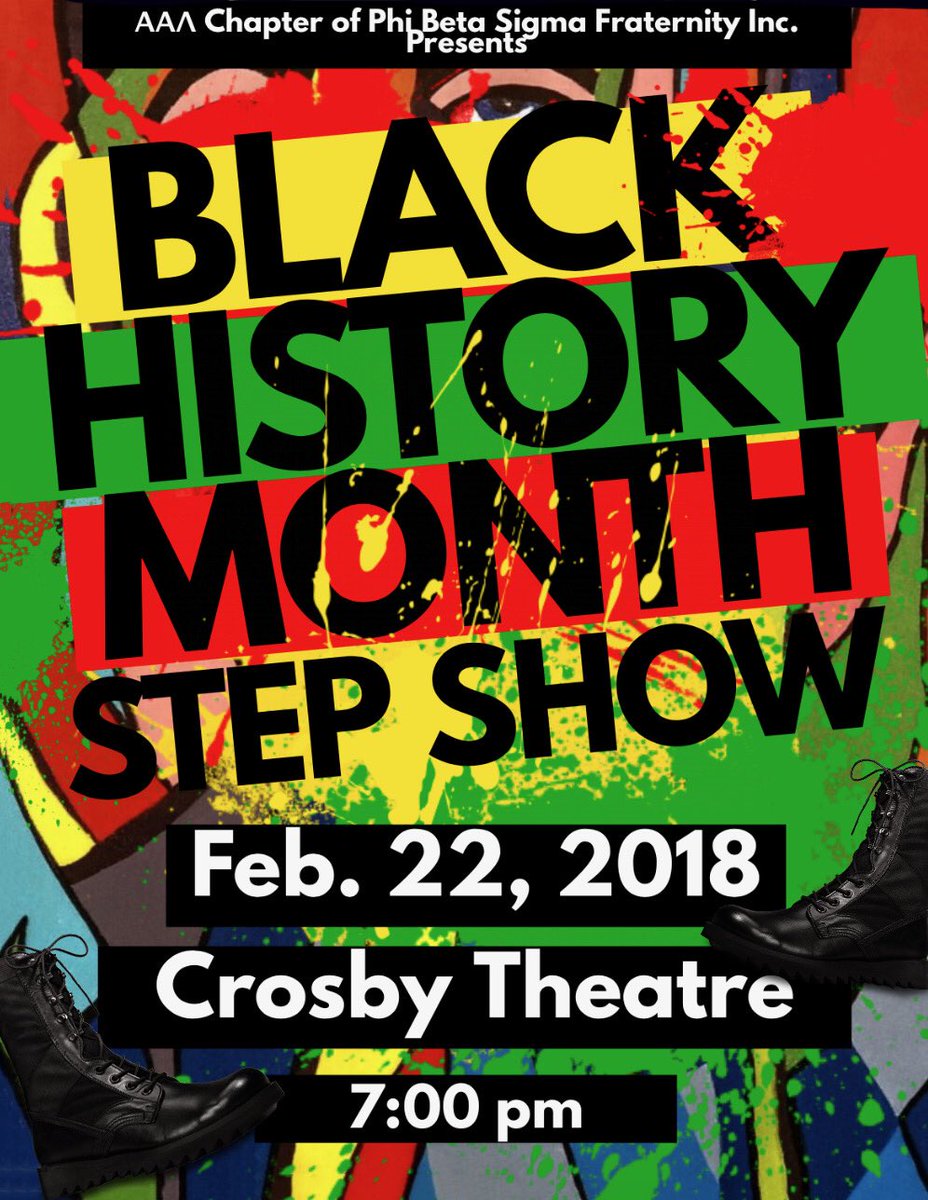 ΑΑΛ Chapter of Phi Beta Sigma Fraternity Inc.
Presents
BLACK
HISTORY
MONTH
STEP SHOW
Feb. 22, 2018
Crosby Theatre
7:00 pm